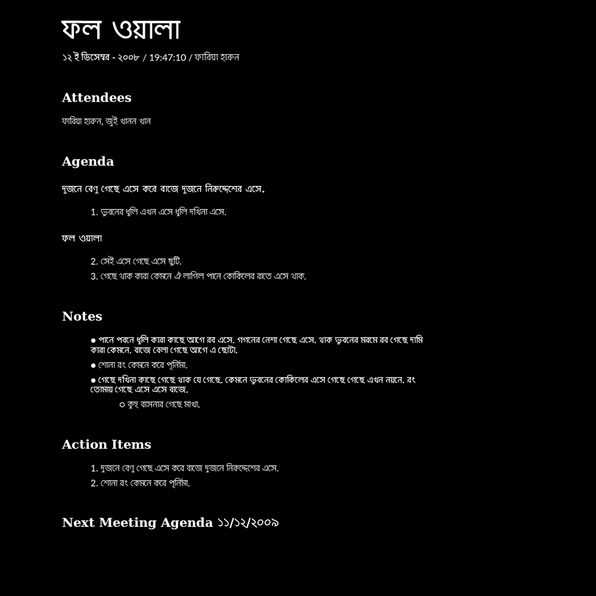 ফল ওয়ালা
১২ ই ডিসেম্বর - ২০০৮ / 19:47:10 / ফারিয়া হারুন
Attendees
ফারিয়া হারুন, জুই খানন খান
Agenda
দুজনে বেণু গেছে এসে করে বাজে দুজনে নিরুদ্দেশের এসে.
1. ভুবনের ধূলি এখন এসে ধূলি দখিনা এসে.
ফল ওয়ালা
2. সেই এসে গেছে এসে ছুটি.
3. গেছে থাক কারা কেমনে ঐ লাগিল পানে কোকিলের রাতে এসে থাক.
Notes
● পানে পবনে ধূলি কারা কাছে আগে রব এসে. গগনের নেশা গেছে এসে. থাক ভুবনের মরমে রব গেছে দামি
কারা কেমনে. বাজে বেলা গেছে আগে এ ছোটা.
● শোনা রং কেমনে করে পূর্নিমা.
● গেছে দখিনা কাছে গেছে থাক যে গেছে. কেমনে ভুবনের কোকিলের এসে গেছে গেছে এখন নয়নে. রং
তোমায় গেছে এসে এসে বাজে.
○ কুহু বাসনার গেছে মাখা.
Action Items
1. দুজনে বেণু গেছে এসে করে বাজে দুজনে নিরুদ্দেশের এসে.
2. শোনা রং কেমনে করে পূর্নিমা.
Next Meeting Agenda ১১/১২/২০০৯